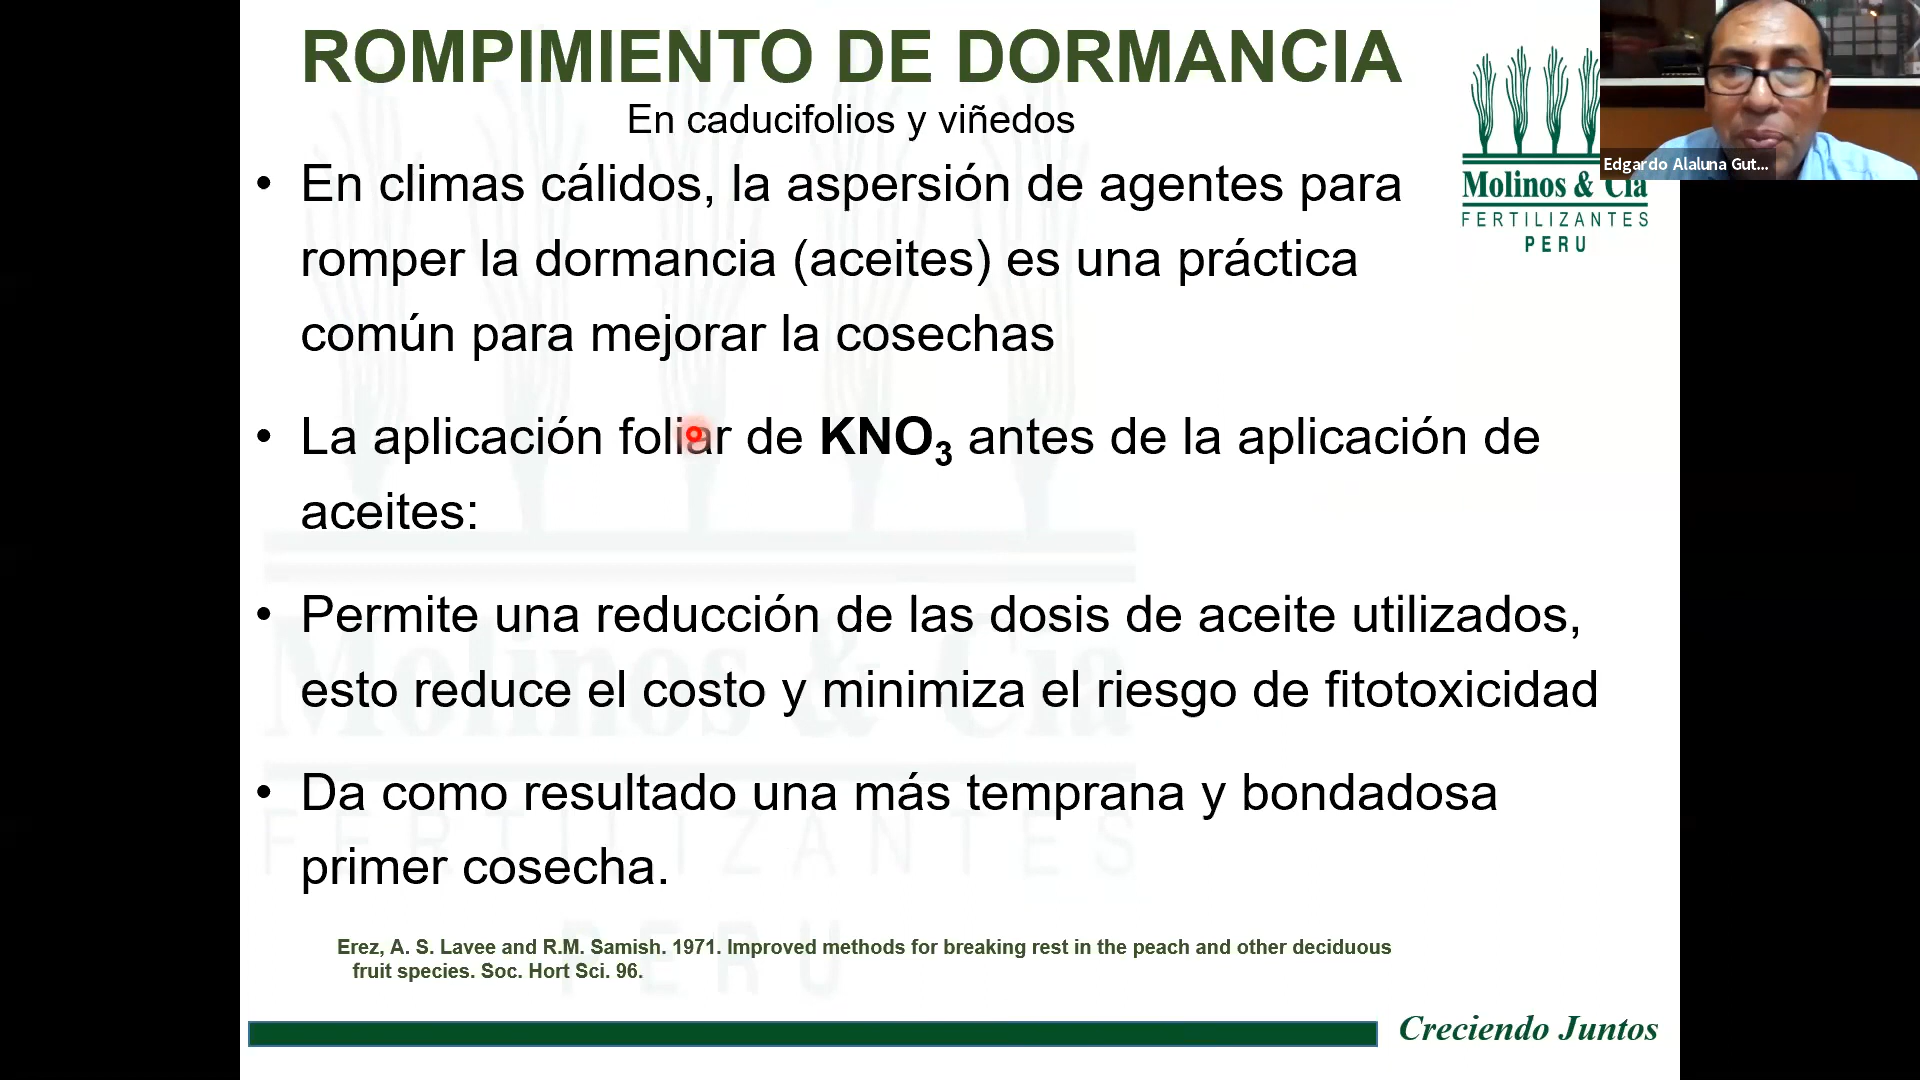 ROMPIMIENTO DE DORMANCIA
En caducifolios y viñedos
• En climas cálidos, la aspersión de agentes para
romper la dormancia (aceites) es una práctica
común para mejorar la cosechas
• La aplicación foliar de KNO₃ antes de la aplicación de
aceites:
• Permite una reducción de las dosis de aceite utilizados,
esto reduce el costo y minimiza el riesgo de fitotoxicidad
• Da como resultado una más temprana y bondadosa
primer cosecha.
Erez, A. S. Lavee and R.M. Samish. 1971. Improved methods for breaking rest in the peach and other deciduous
fruit species. Soc. Hort Sci. 96.
Creciendo Juntos
Molinos & Cia
FERTILIZANTES
PERU
Edgardo Alaluna Gut...
Molinos & Cia
FERTILIZANTES
PERU